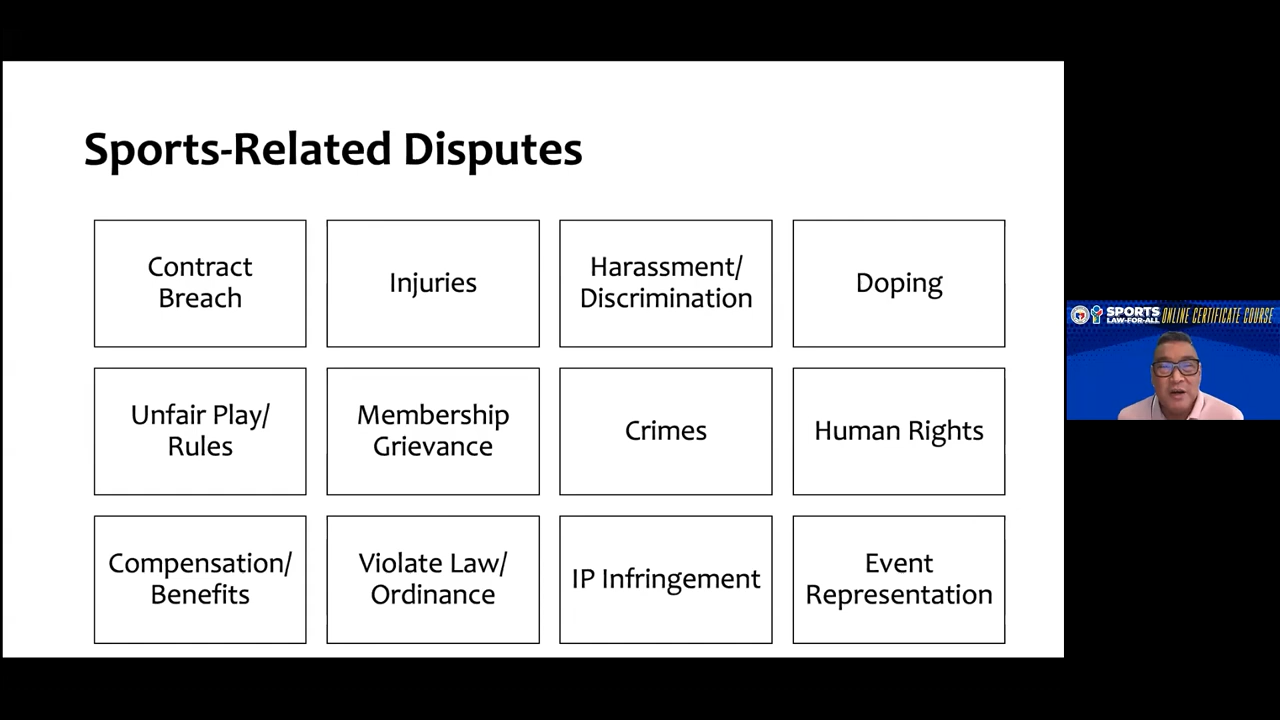 Sports-Related Disputes
Contract
Breach
Injuries
Harassment/
Discrimination
Doping
Unfair Play/
Rules
Membership
Grievance
Crimes
Human Rights
Compensation/
Benefits
Violate Law/
Ordinance
IP Infringement
Event
Representation
SPORTS
LAW-FOR-ALL
ONLINE CERTIFICATE COURSE